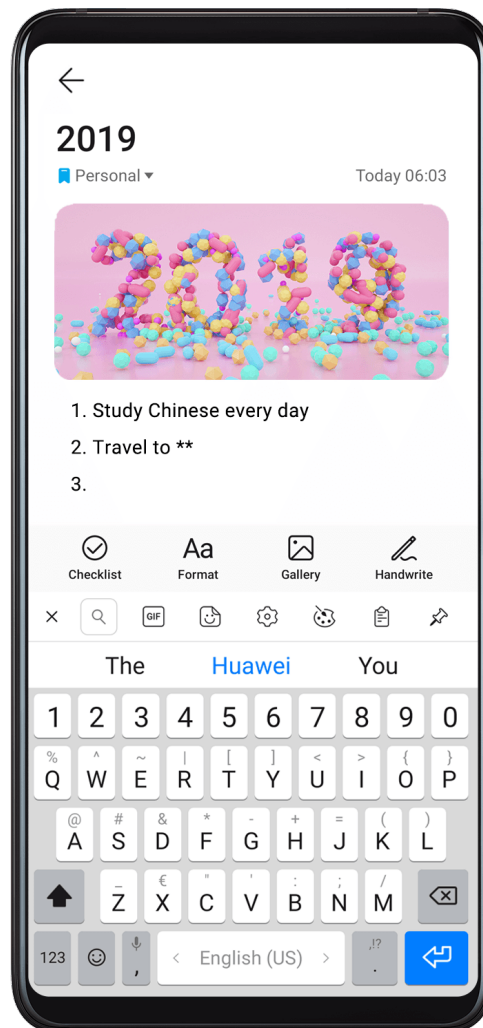 2019
Personal
Today 06:03
2019
1. Study Chinese every day
2. Travel to **
3.
Checklist Format Gallery Handwrite
GIF
The Huawei You
1 2 3 4 5 6 7 8 9 0
% ^ ~ | [ ] < > { }
Q W E R T Y U I O P
@ # & * - + = ( )
A S D F G H J K L
_ € " ' : ; /
Z X C V B N M
123 , < English (US) > ,!? .